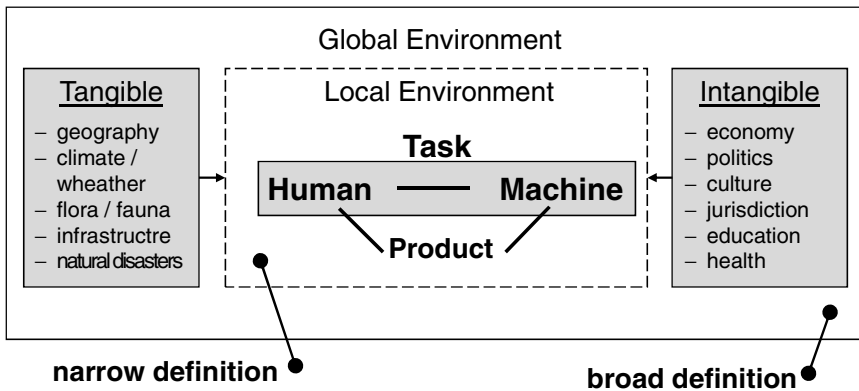 Global Environment
Tangible
– geography
– climate /
wheather
– flora / fauna
– infrastructre
– natural disasters
Local Environment
Task
Human
Machine
Product
Intangible
– economy
– politics
– culture
– jurisdiction
– education
– health
narrow definition
broad definition